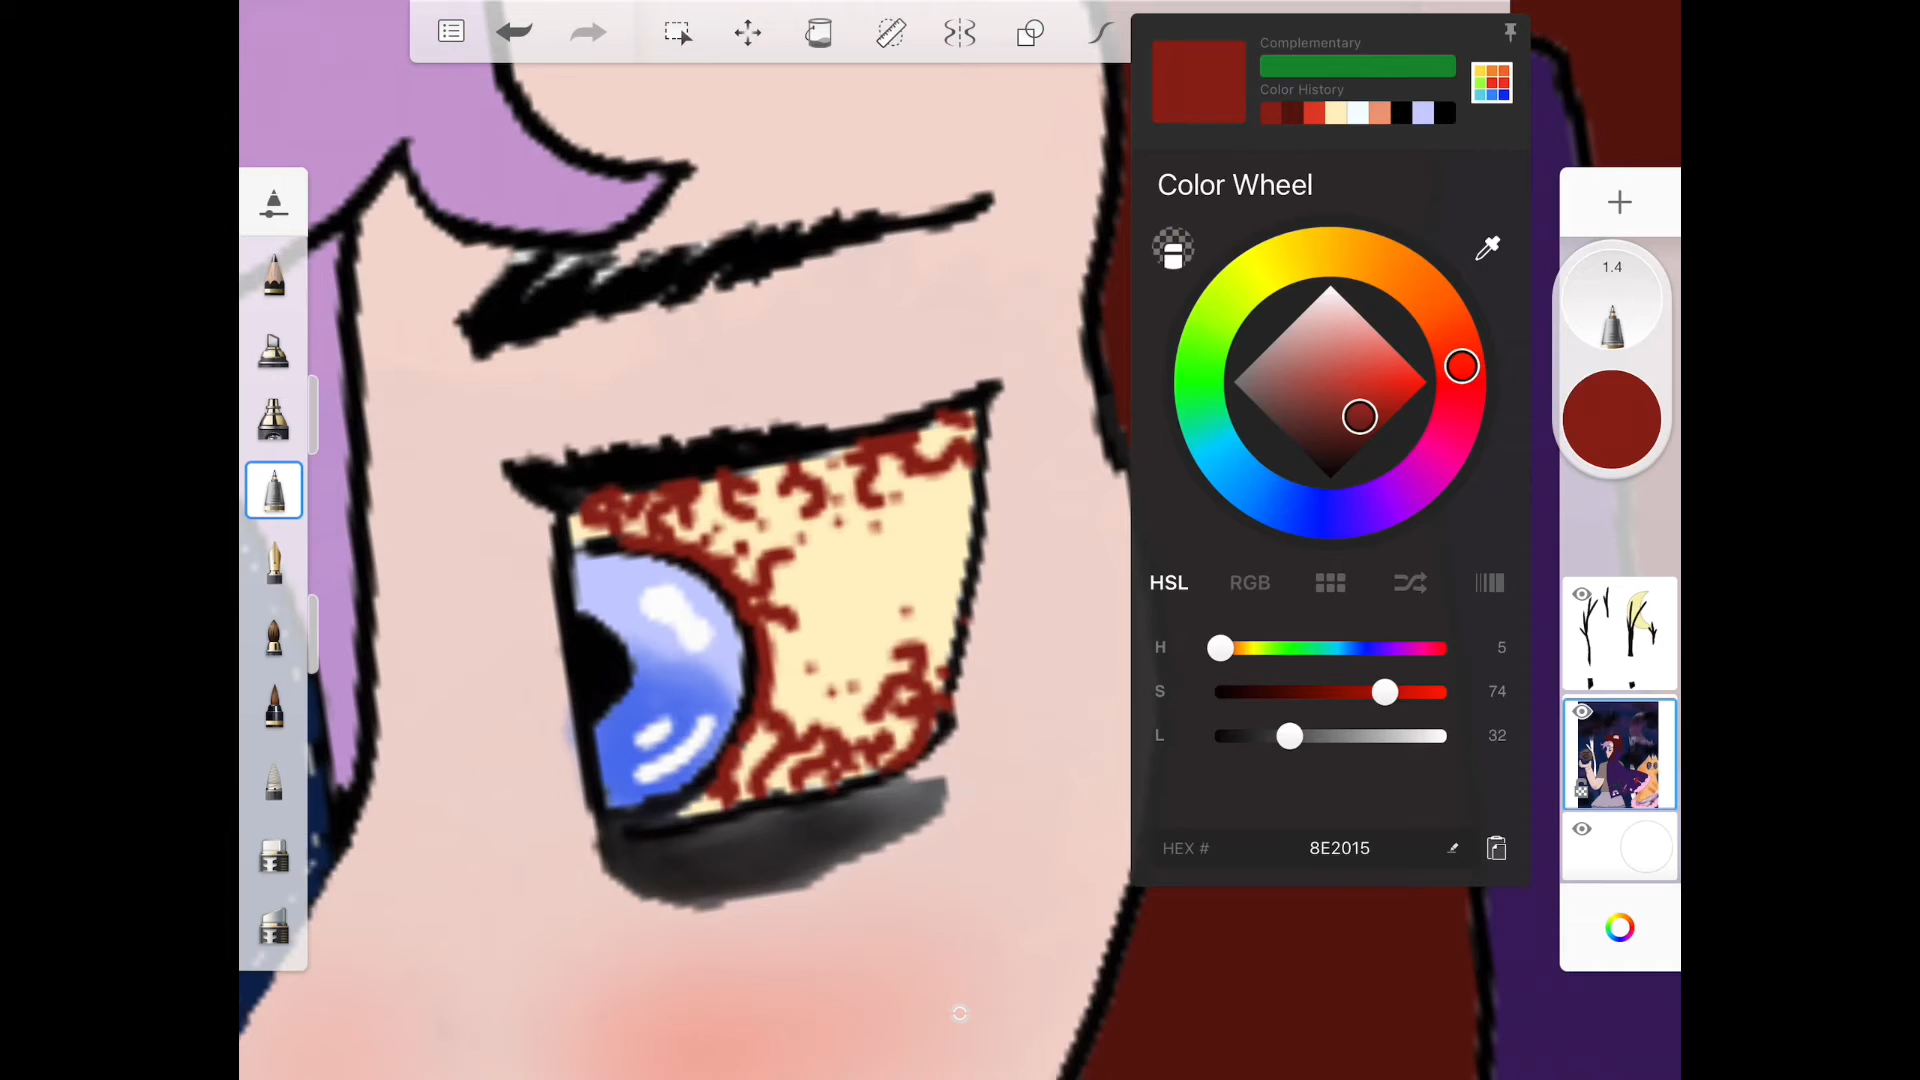 Complementary
Color History
Color Wheel
1.4
HSL RGB
H 5
S 74
L 32
HEX # 8E2015